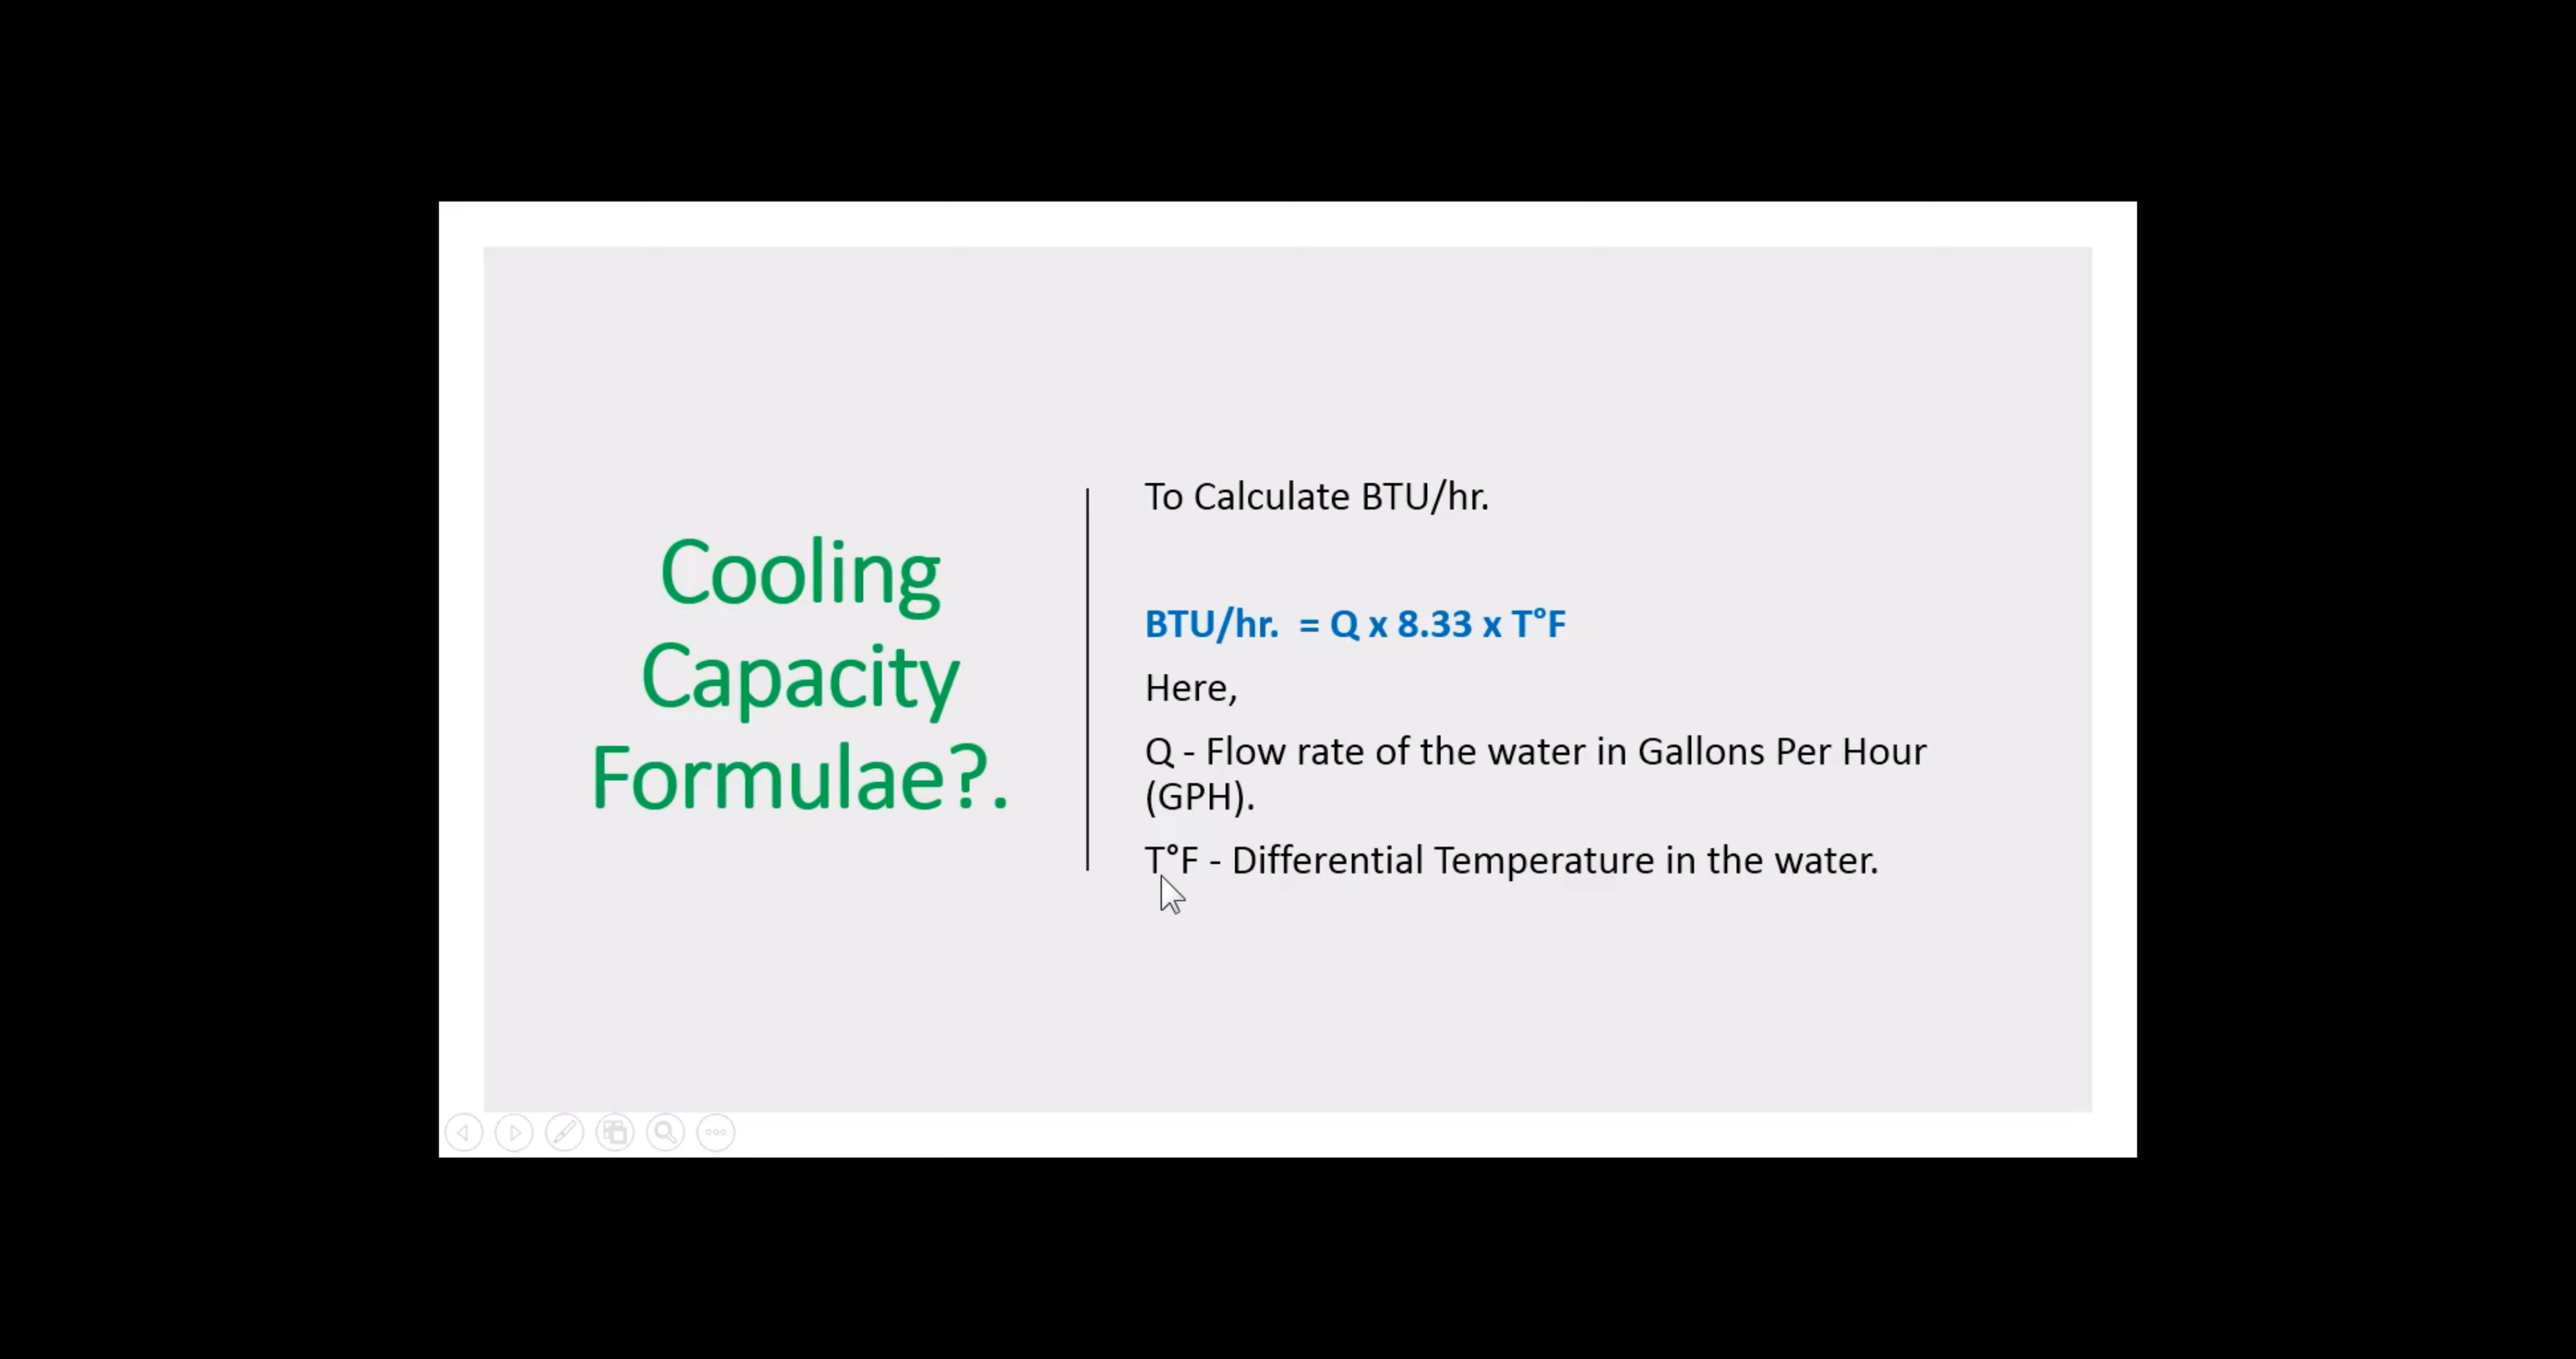 Cooling
Capacity
Formulae?.
To Calculate BTU/hr.
BTU/hr.  = Q x 8.33 x T°F
Here,
Q - Flow rate of the water in Gallons Per Hour
(GPH).
T°F - Differential Temperature in the water.